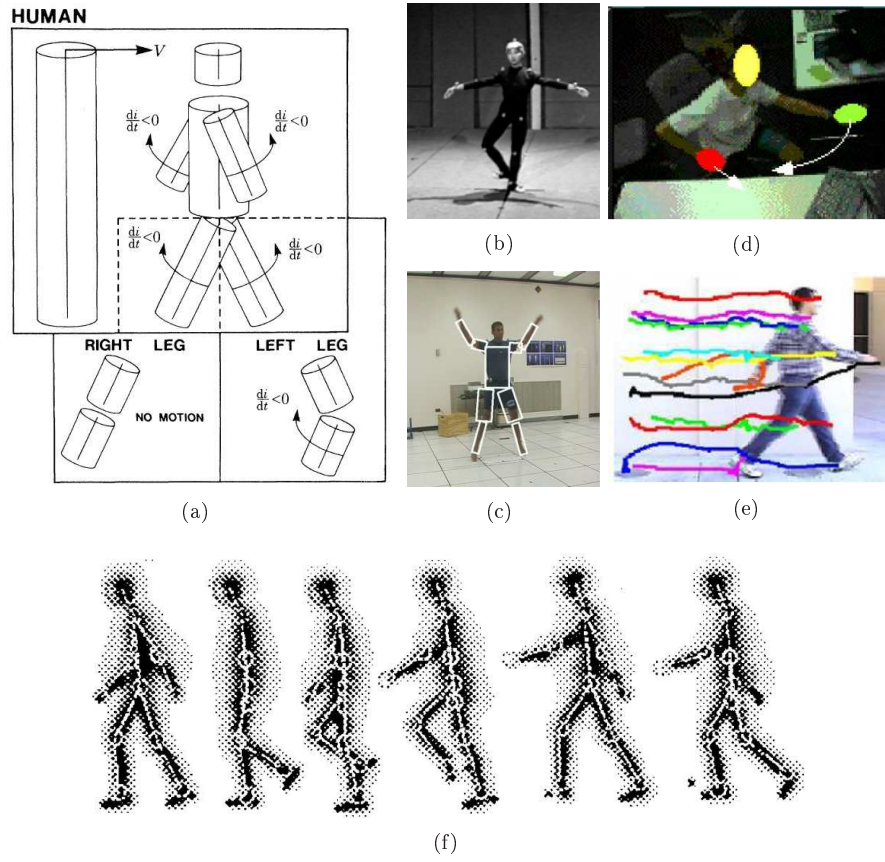 HUMAN
V
di/dt<0
di/dt<0
di/dt<0
di/dt<0
RIGHT LEG
LEFT LEG
NO MOTION
di/dt<0
(a)
(b)
(d)
(c)
(e)
(f)